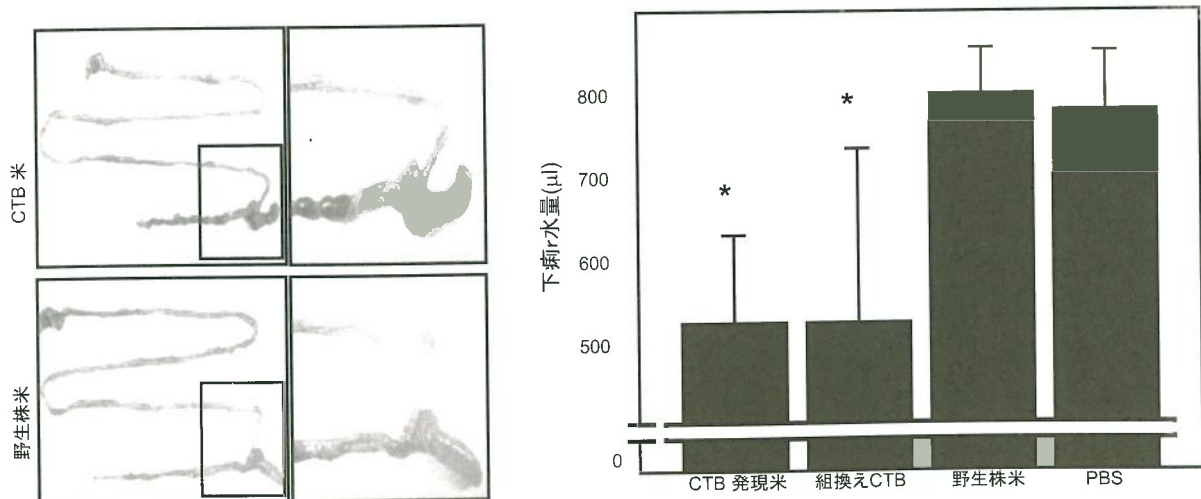 CTB 米
野生株米
下痢r水量(μl)
800
700
600
500
0
*
*
CTB 発現米
組換えCTB
野生株米
PBS